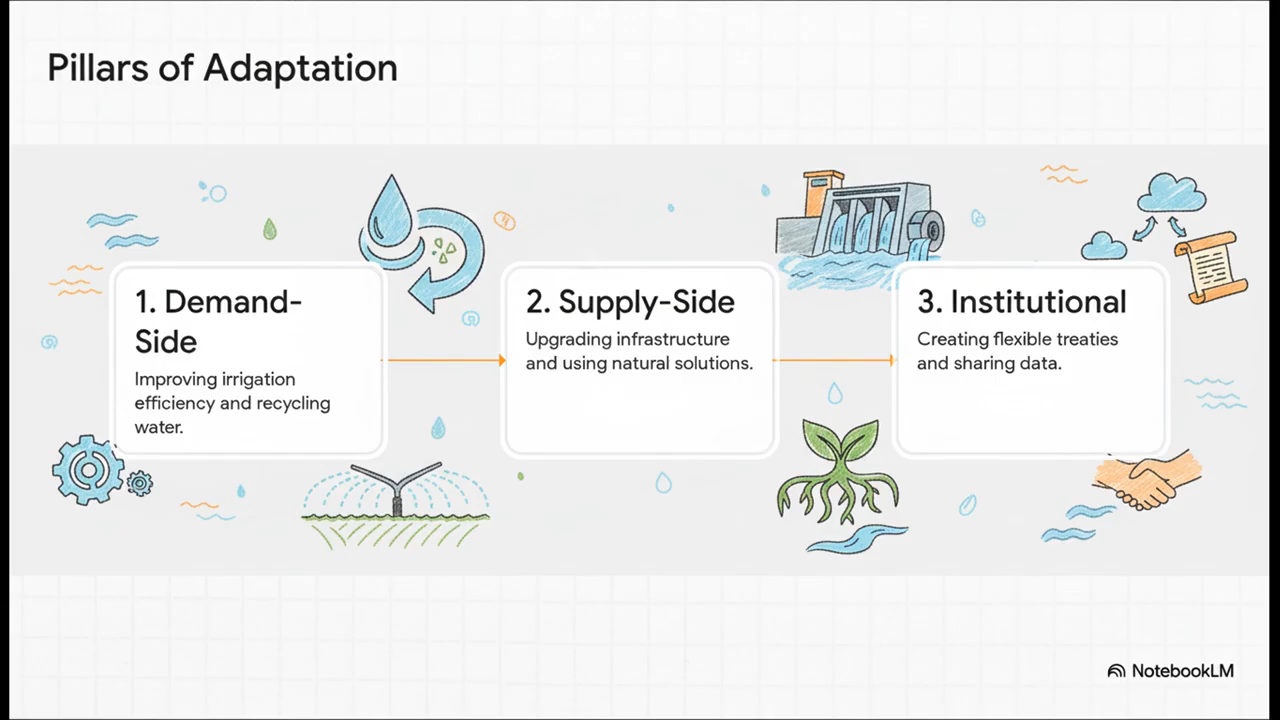 Pillars of Adaptation
1. Demand-
Side
Improving irrigation
efficiency and recycling
water.
2. Supply-Side
Upgrading infrastructure
and using natural solutions.
3. Institutional
Creating flexible treaties
and sharing data.
NotebookLM